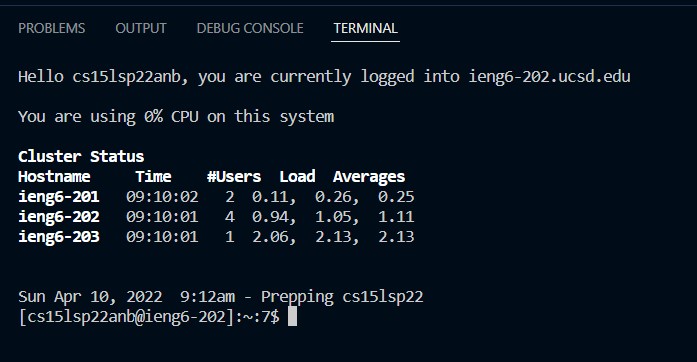 PROBLEMS OUTPUT DEBUG CONSOLE TERMINAL
Hello cs15lsp22anb, you are currently logged into ieng6-202.ucsd.edu
You are using 0% CPU on this system
Cluster Status
Hostname Time #Users Load Averages
ieng6-201 09:10:02 2 0.11, 0.26, 0.25
ieng6-202 09:10:01 4 0.94, 1.05, 1.11
ieng6-203 09:10:01 1 2.06, 2.13, 2.13
Sun Apr 10, 2022 9:12am - Prepping cs15lsp22
[cs15lsp22anb@ieng6-202]:~:7$